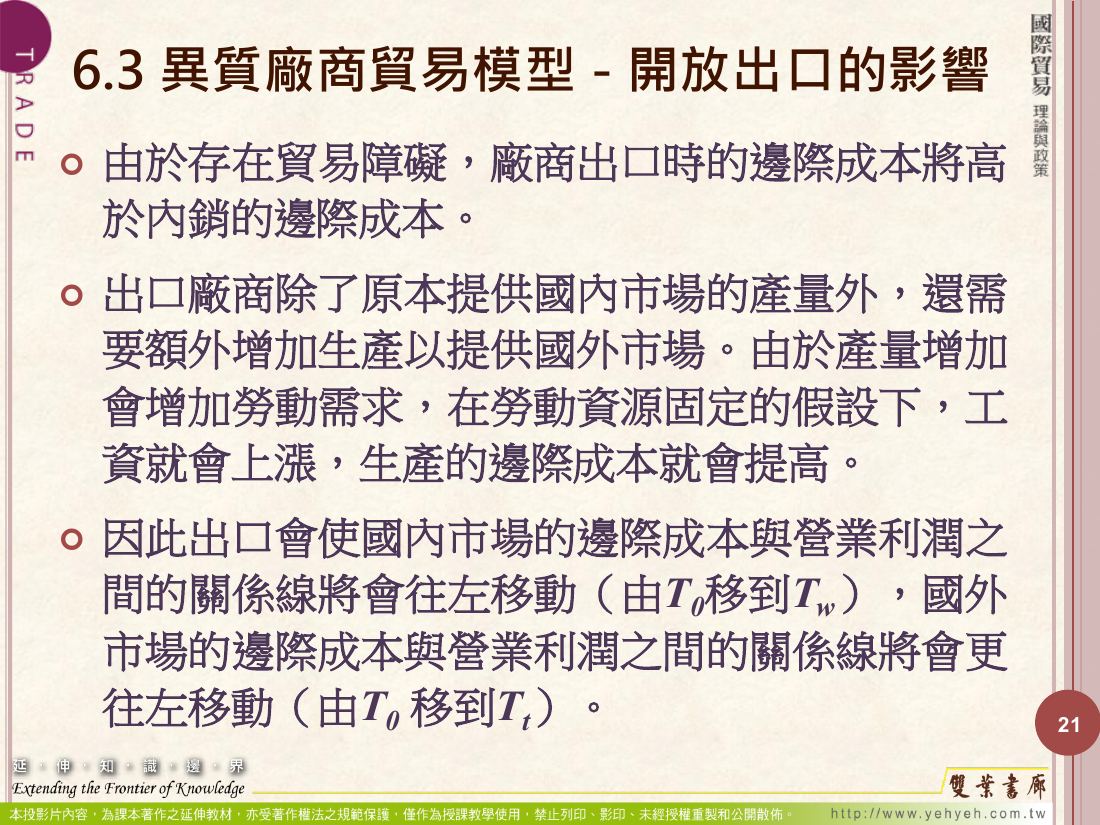 TRADE
國際貿易 理論與政策
6.3 異質廠商貿易模型 - 開放出口的影響
由於存在貿易障礙，廠商出口時的邊際成本將高
於內銷的邊際成本。
出口廠商除了原本提供國內市場的產量外，還需
要額外增加生產以提供國外市場。由於產量增加
會增加勞動需求，在勞動資源固定的假設下，工
資就會上漲，生產的邊際成本就會提高。
因此出口會使國內市場的邊際成本與營業利潤之
間的關係線將會往左移動（由T0移到Tw），國外
市場的邊際成本與營業利潤之間的關係線將會更
往左移動（由T0 移到Tt）。
21
延。伸。知。識。邊。界
Extending the Frontier of Knowledge
雙葉書廊
本投影片內容，為課本著作之延伸教材，亦受著作權法之規範保護，僅作為授課教學使用，禁止列印、影印、未經授權重製和公開散佈。
http://www.yehyeh.com.tw